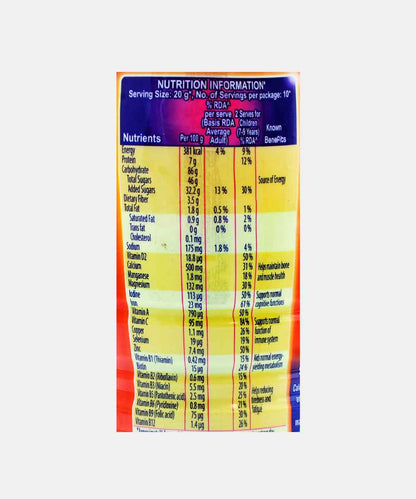 NUTRITION INFORMATION*
Serving Size: 20 g*, No. of Servings per package: 10*
Nutrients Per 100 g % RDA* per serve (Basis RDA Average Adult) 2 Serves for Children (7-9 Years) % RDA* Known Benefits
Energy 381 kcal 4 % 9 %
Protein 7 g 12 %
Carbohydrate 86 g
Total Sugars 46 g Source of Energy
Added Sugars 32.2 g 13 % 30 %
Dietary Fiber 3.5 g
Total Fat 1.8 g 0.5 % 1 %
Saturated Fat 0.9 g 0.8 % 2 %
Trans fat 0 g 0% 0%
Cholesterol 0.1 mg
Sodium 175 mg 1.8 % 4 %
Vitamin D2 18.8 µg 50 %
Calcium 500 mg 31 % Helps maintain bone
Manganese 1.8 mg 18 % and muscle health
Magnesium 132 mg 30 %
Iodine 113 µg 50 % Supports normal
Iron 23 mg 67 % cognitive functions
Vitamin A 790 µg 50 %
Vitamin C 95 mg 84 % Supports normal
Copper 1.1 mg 26 % function of
Selenium 19 µg 19 % immune system
Zinc 7.4 mg 50 %
Vitamin B1 (Thiamin) 0.42 mg 15 % Aids normal energy-
Biotin 15 µg 24 % yielding metabolism
Vitamin B2 (Riboflavin) 0.6 mg 15 %
Vitamin B3 (Niacin) 5.5 mg 20 %
Vitamin B5 (Pantothenic acid) 2.5 mg 25 % Helps reducing
Vitamin B6 (Pyridoxine) 0.8 mg 21 % tiredness and
Vitamin B9 (Folic acid) 75 µg 30 % fatigue
Vitamin B12 1.4 µg 26 %